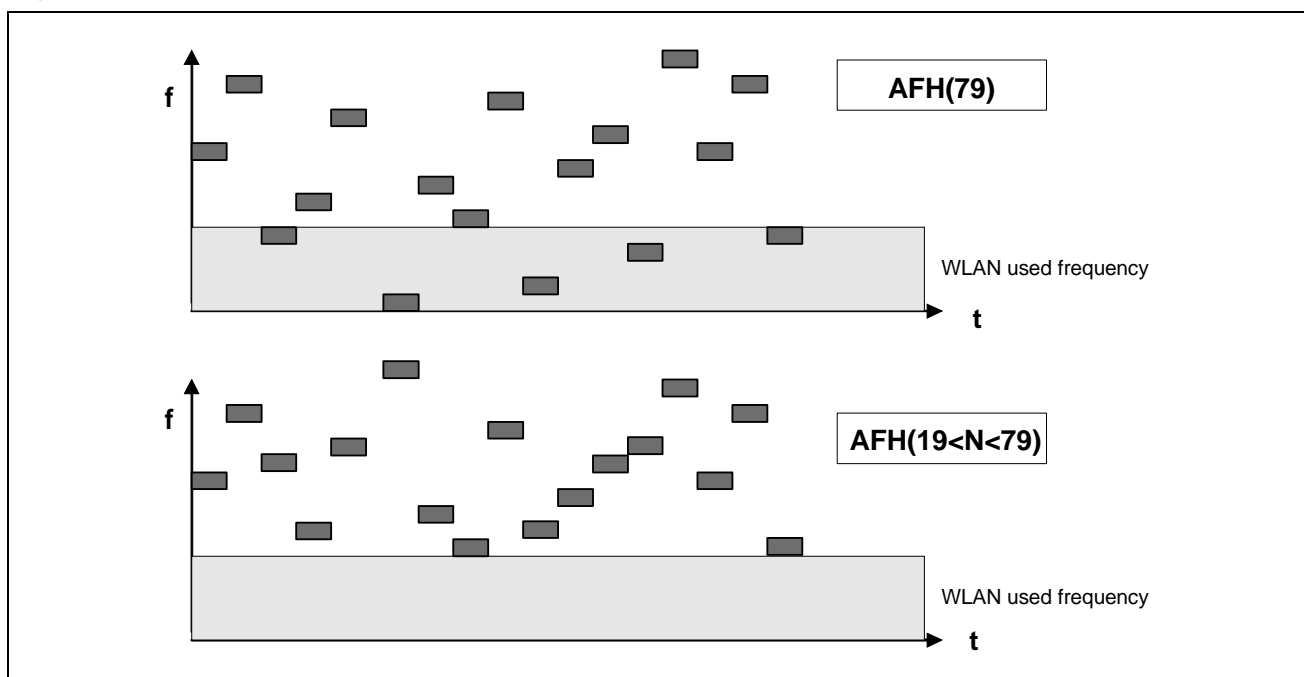 f
AFH(79)
WLAN used frequency
t
f
AFH(19<N<79)
WLAN used frequency
t